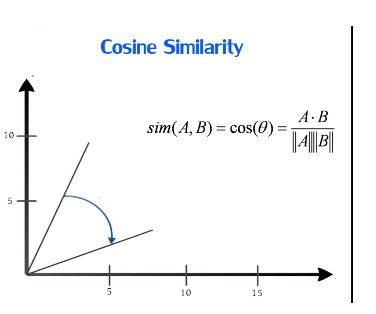 Cosine Similarity
sim(A, B) = cos(θ) = A · B / ‖A‖‖B‖
10
5
5
10
15